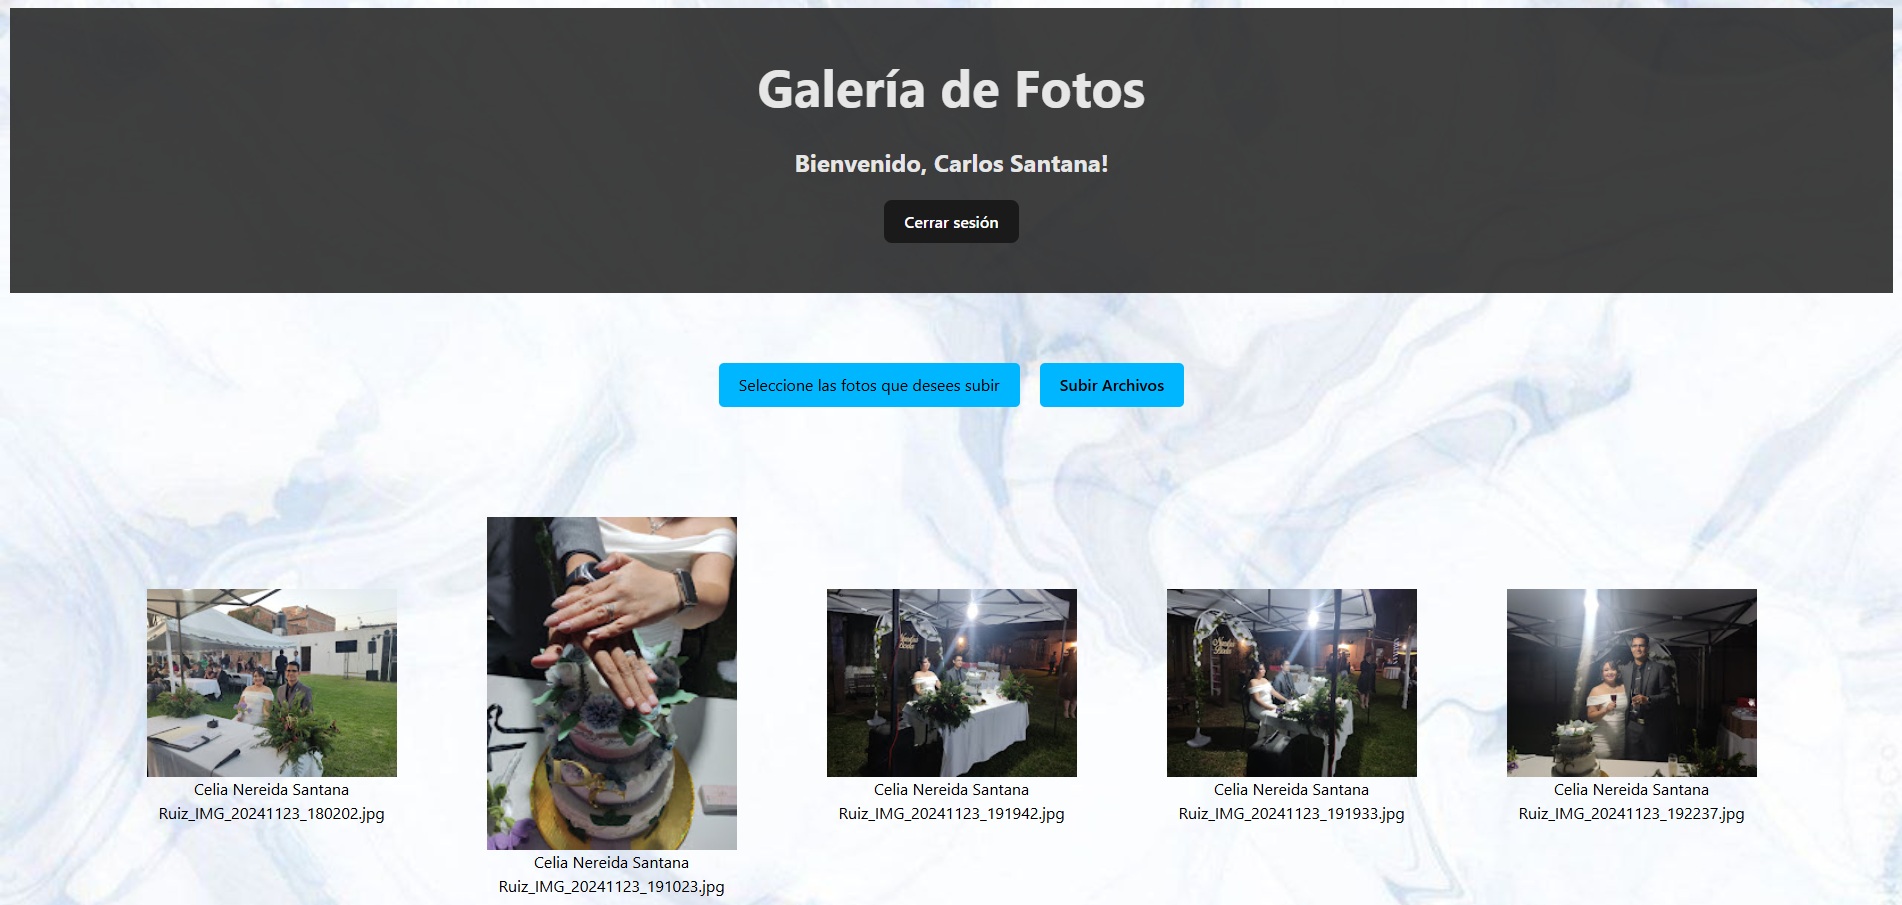 Galería de Fotos
Bienvenido, Carlos Santana!
Cerrar sesión
Seleccione las fotos que desees subir
Subir Archivos
Celia Nereida Santana
Ruiz_IMG_20241123_180202.jpg
Celia Nereida Santana
Ruiz_IMG_20241123_191023.jpg
Celia Nereida Santana
Ruiz_IMG_20241123_191942.jpg
Celia Nereida Santana
Ruiz_IMG_20241123_191933.jpg
Celia Nereida Santana
Ruiz_IMG_20241123_192237.jpg